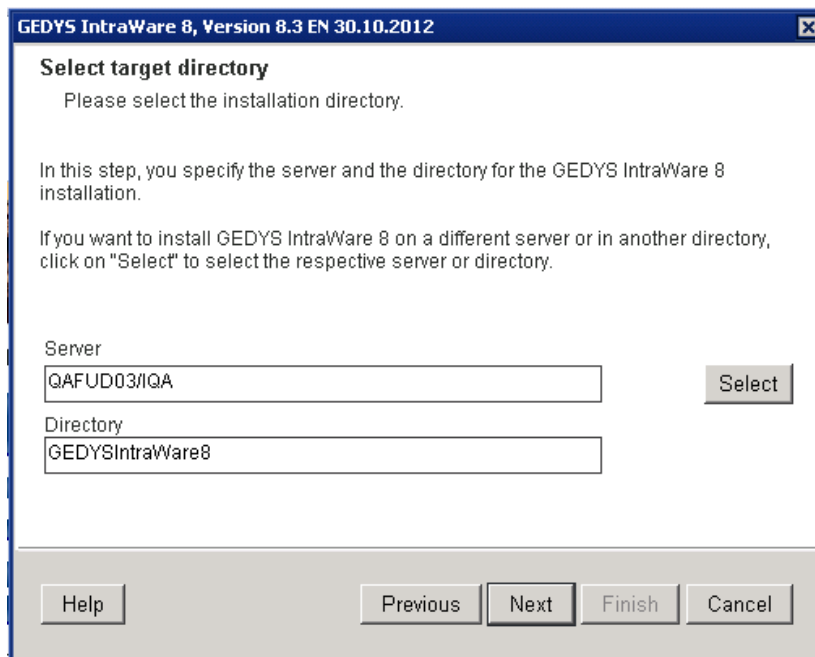 GEDYS IntraWare 8, Version 8.3 EN 30.10.2012
Select target directory
Please select the installation directory.
In this step, you specify the server and the directory for the GEDYS IntraWare 8
installation.
If you want to install GEDYS IntraWare 8 on a different server or in another directory,
click on "Select" to select the respective server or directory.
Server
QAFUD03/IQA
Select
Directory
GEDYSIntraWare8
Help
Previous
Next
Finish
Cancel